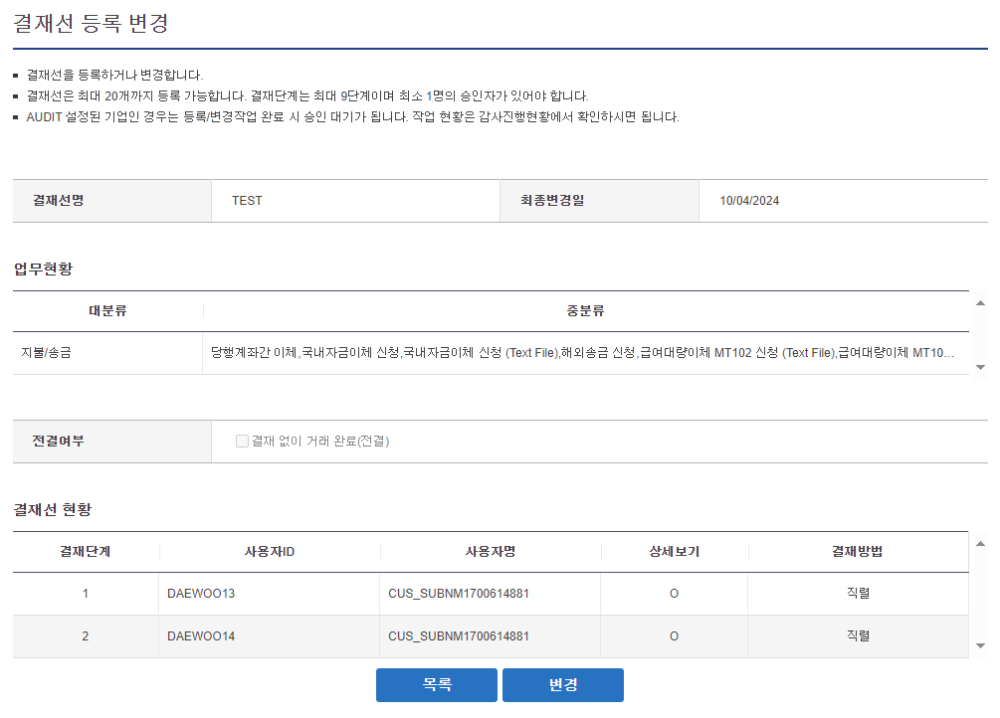 결재선 등록 변경
결재선을 등록하거나 변경합니다.
결재선은 최대 20개까지 등록 가능합니다. 결재단계는 최대 9단계이며 최소 1명의 승인자가 있어야 합니다.
AUDIT 설정된 기업인 경우는 등록/변경작업 완료 시 승인 대기가 됩니다. 작업 현황은 감사진행현황에서 확인하시면 됩니다.
결재선명 TEST 최종변경일 10/04/2024
업무현황
대분류 중분류
지불/송금 당행계좌간 이체,국내자금이체 신청,국내자금이체 신청 (Text File),해외송금 신청,급여대량이체 MT102 신청 (Text File),급여대량이체 MT10...
전결여부 결재 없이 거래 완료(전결)
결재선 현황
결재단계 사용자ID 사용자명 상세보기 결재방법
1 DAEWOO13 CUS_SUBNM1700614881 O 직렬
2 DAEWOO14 CUS_SUBNM1700614881 O 직렬
목록 변경